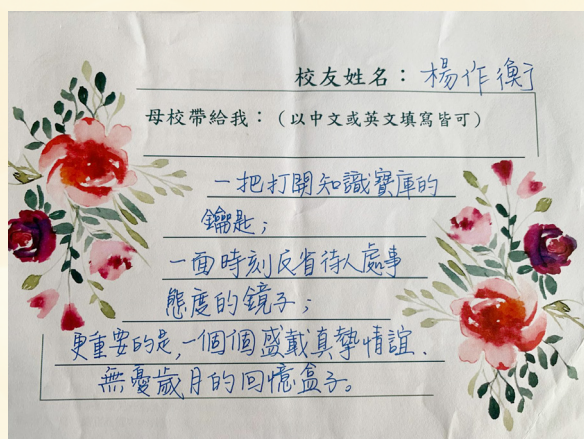 校友姓名：楊作衡
母校帶給我：（以中文或英文填寫皆可）
一把打開知識寶庫的
鑰匙；
一面時刻反省待人處事
態度的鏡子；
更重要的是，一個個盛載真摯情誼、
無憂歲月的回憶盒子。